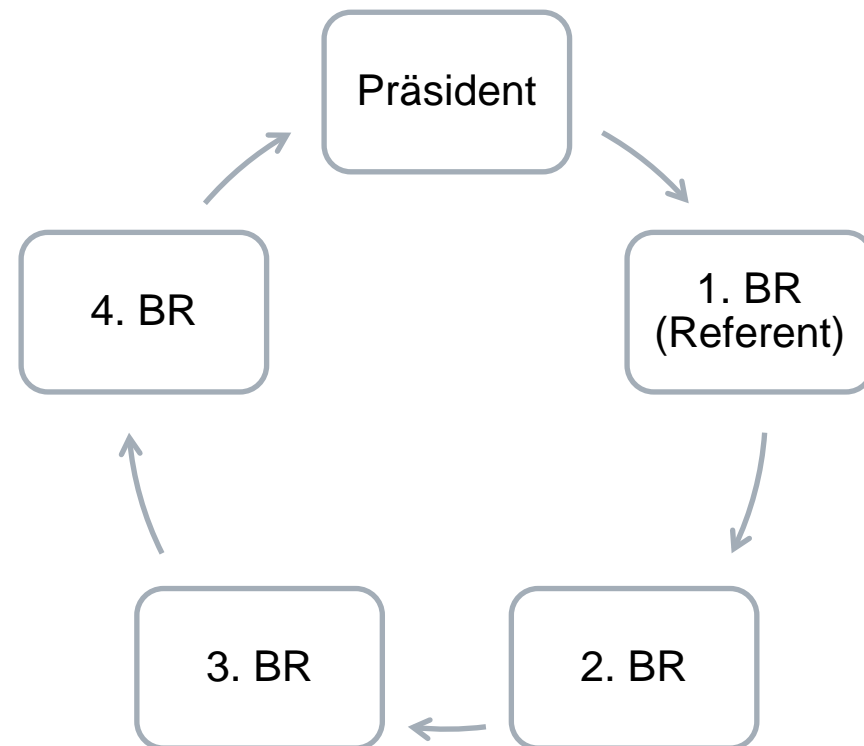 Präsident
1. BR
(Referent)
2. BR
3. BR
4. BR